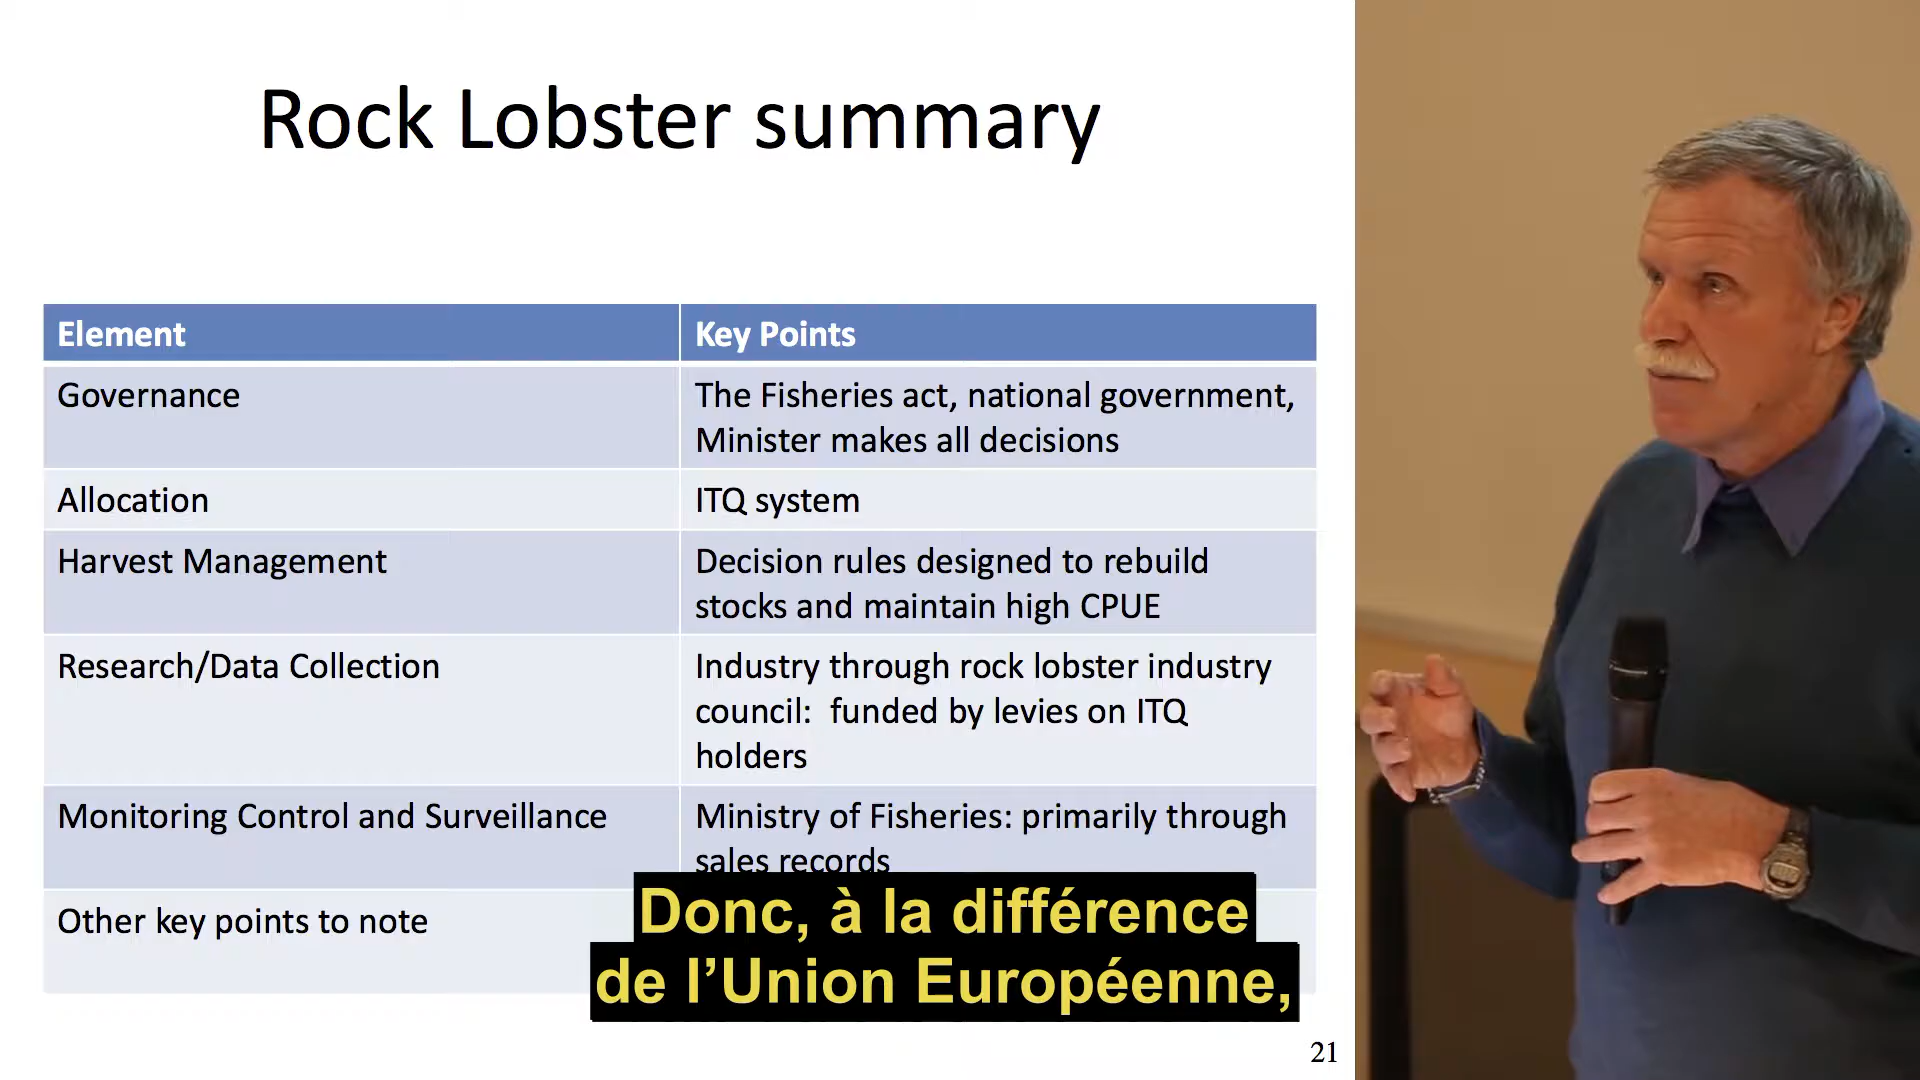 Rock Lobster summary
Element
Key Points
Governance
The Fisheries act, national government,
Minister makes all decisions
Allocation
ITQ system
Harvest Management
Decision rules designed to rebuild
stocks and maintain high CPUE
Research/Data Collection
Industry through rock lobster industry
council: funded by levies on ITQ
holders
Monitoring Control and Surveillance
Ministry of Fisheries: primarily through
sales records
Other key points to note
Donc, à la différence
de l’Union Européenne,
21